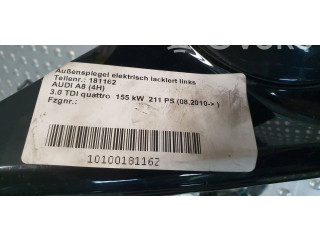 Außenspiegel elektrisch lackiert links
Teilenr.: 181162
AUDI A8 (4H)
3.0 TDI quattro 155 kW 211 PS (08.2010-> )
Fzgnr.:
10100181162